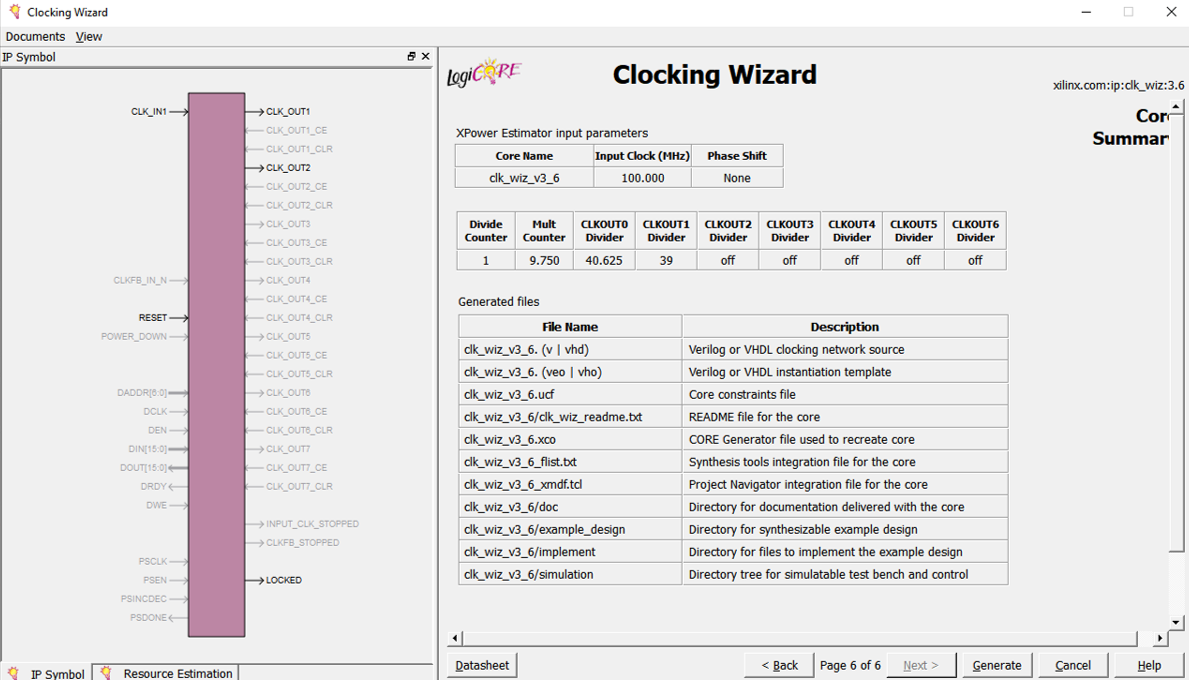 Clocking Wizard
Documents View
IP Symbol
CLK_IN1
CLKFB_IN_N
RESET
POWER_DOWN
DADDR[6:0]
DCLK
DEN
DIN[15:0]
DOUT[15:0]
DRDY
DWE
PSCLK
PSEN
PSINCDEC
PSDONE
CLK_OUT1
CLK_OUT1_CE
CLK_OUT1_CLR
CLK_OUT2
CLK_OUT2_CE
CLK_OUT2_CLR
CLK_OUT3
CLK_OUT3_CE
CLK_OUT3_CLR
CLK_OUT4
CLK_OUT4_CE
CLK_OUT4_CLR
CLK_OUT5
CLK_OUT5_CE
CLK_OUT5_CLR
CLK_OUT6
CLK_OUT6_CE
CLK_OUT6_CLR
CLK_OUT7
CLK_OUT7_CE
CLK_OUT7_CLR
INPUT_CLK_STOPPED
CLKFB_STOPPED
LOCKED
IP Symbol Resource Estimation
LogiCORE
Clocking Wizard
xilinx.com:ip:clk_wiz:3.6
Core
Summar
XPower Estimator input parameters
Core Name Input Clock (MHz) Phase Shift
clk_wiz_v3_6 100.000 None
Divide Counter Mult Counter CLKOUT0 Divider CLKOUT1 Divider CLKOUT2 Divider CLKOUT3 Divider CLKOUT4 Divider CLKOUT5 Divider CLKOUT6 Divider
1 9.750 40.625 39 off off off off off
Generated files
File Name Description
clk_wiz_v3_6. (v | vhd) Verilog or VHDL clocking network source
clk_wiz_v3_6. (veo | vho) Verilog or VHDL instantiation template
clk_wiz_v3_6.ucf Core constraints file
clk_wiz_v3_6/clk_wiz_readme.txt README file for the core
clk_wiz_v3_6.xco CORE Generator file used to recreate core
clk_wiz_v3_6_flist.txt Synthesis tools integration file for the core
clk_wiz_v3_6_xmdf.tcl Project Navigator integration file for the core
clk_wiz_v3_6/doc Directory for documentation delivered with the core
clk_wiz_v3_6/example_design Directory for synthesizable example design
clk_wiz_v3_6/implement Directory for files to implement the example design
clk_wiz_v3_6/simulation Directory tree for simulatable test bench and control
Datasheet < Back Page 6 of 6 Next > Generate Cancel Help